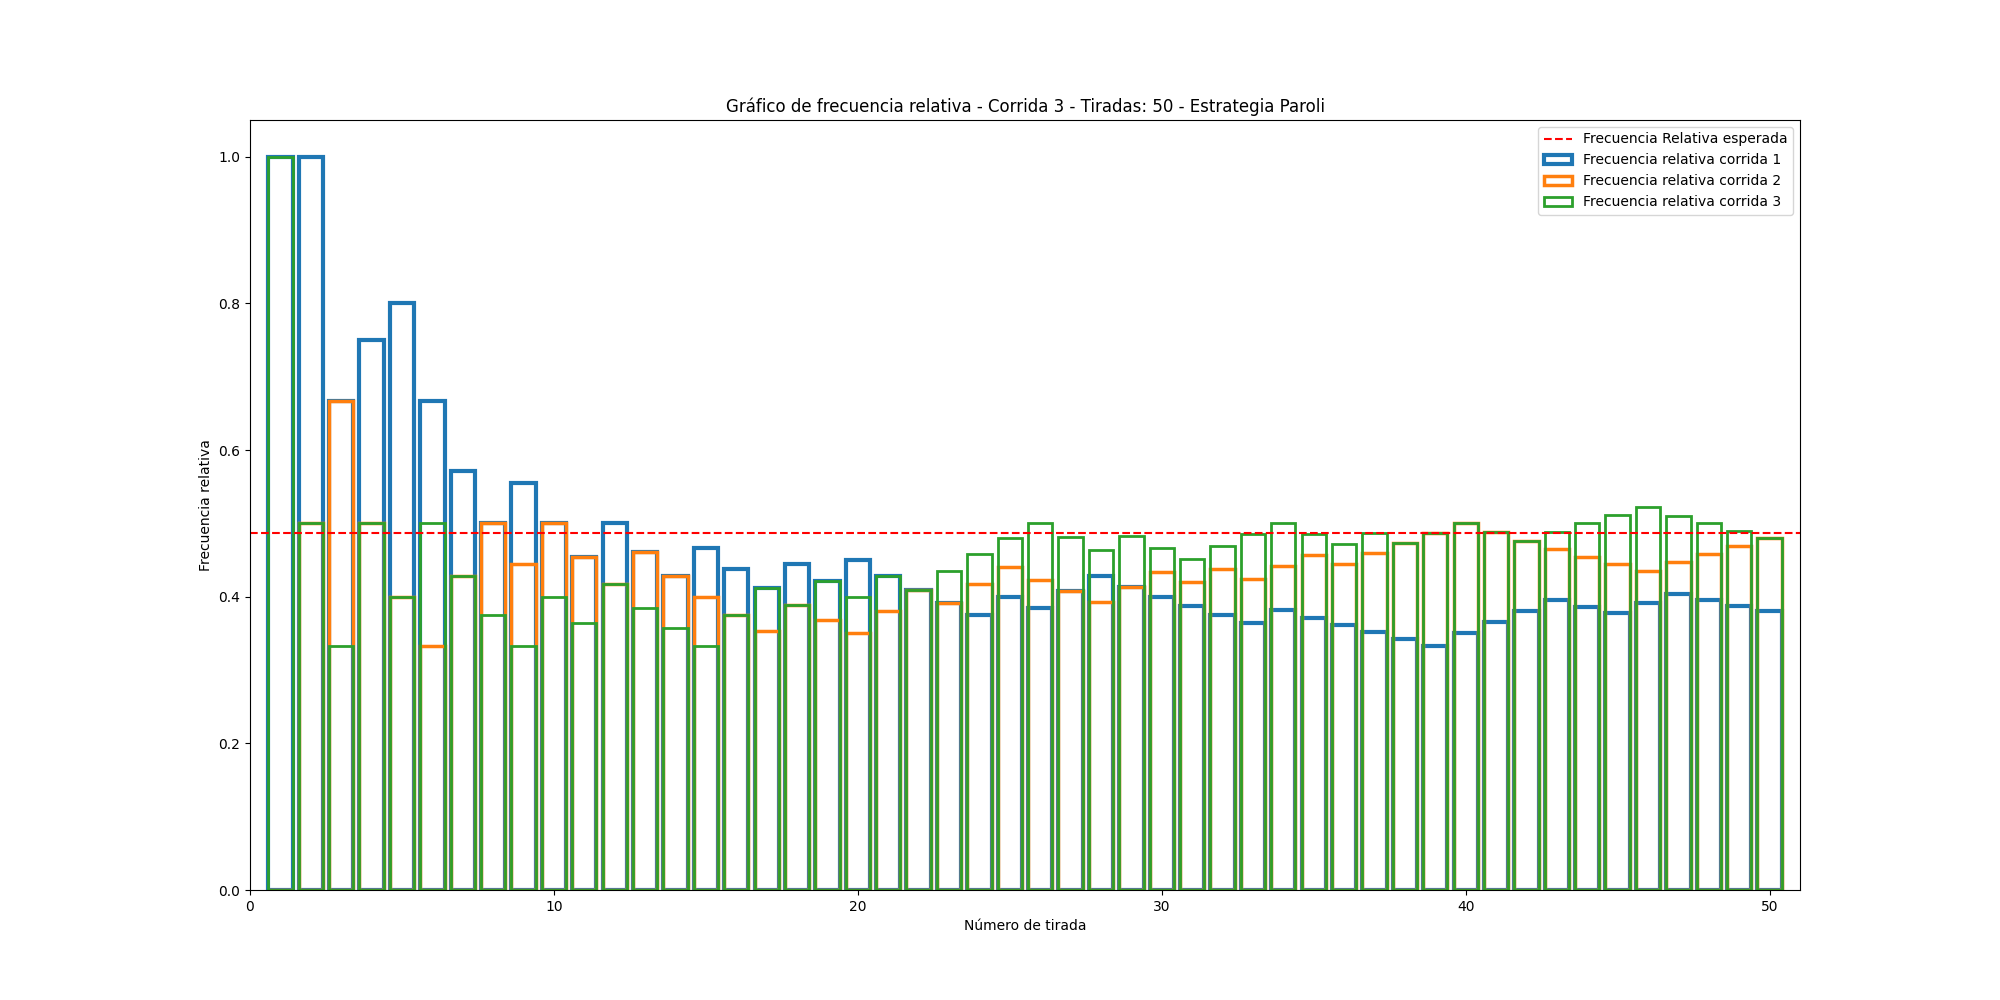 Gráfico de frecuencia relativa - Corrida 3 - Tiradas: 50 - Estrategia Paroli
Frecuencia Relativa esperada
Frecuencia relativa corrida 1
Frecuencia relativa corrida 2
Frecuencia relativa corrida 3
Frecuencia relativa
1.0
0.8
0.6
0.4
0.2
0.0
0 10 20 30 40 50
Número de tirada